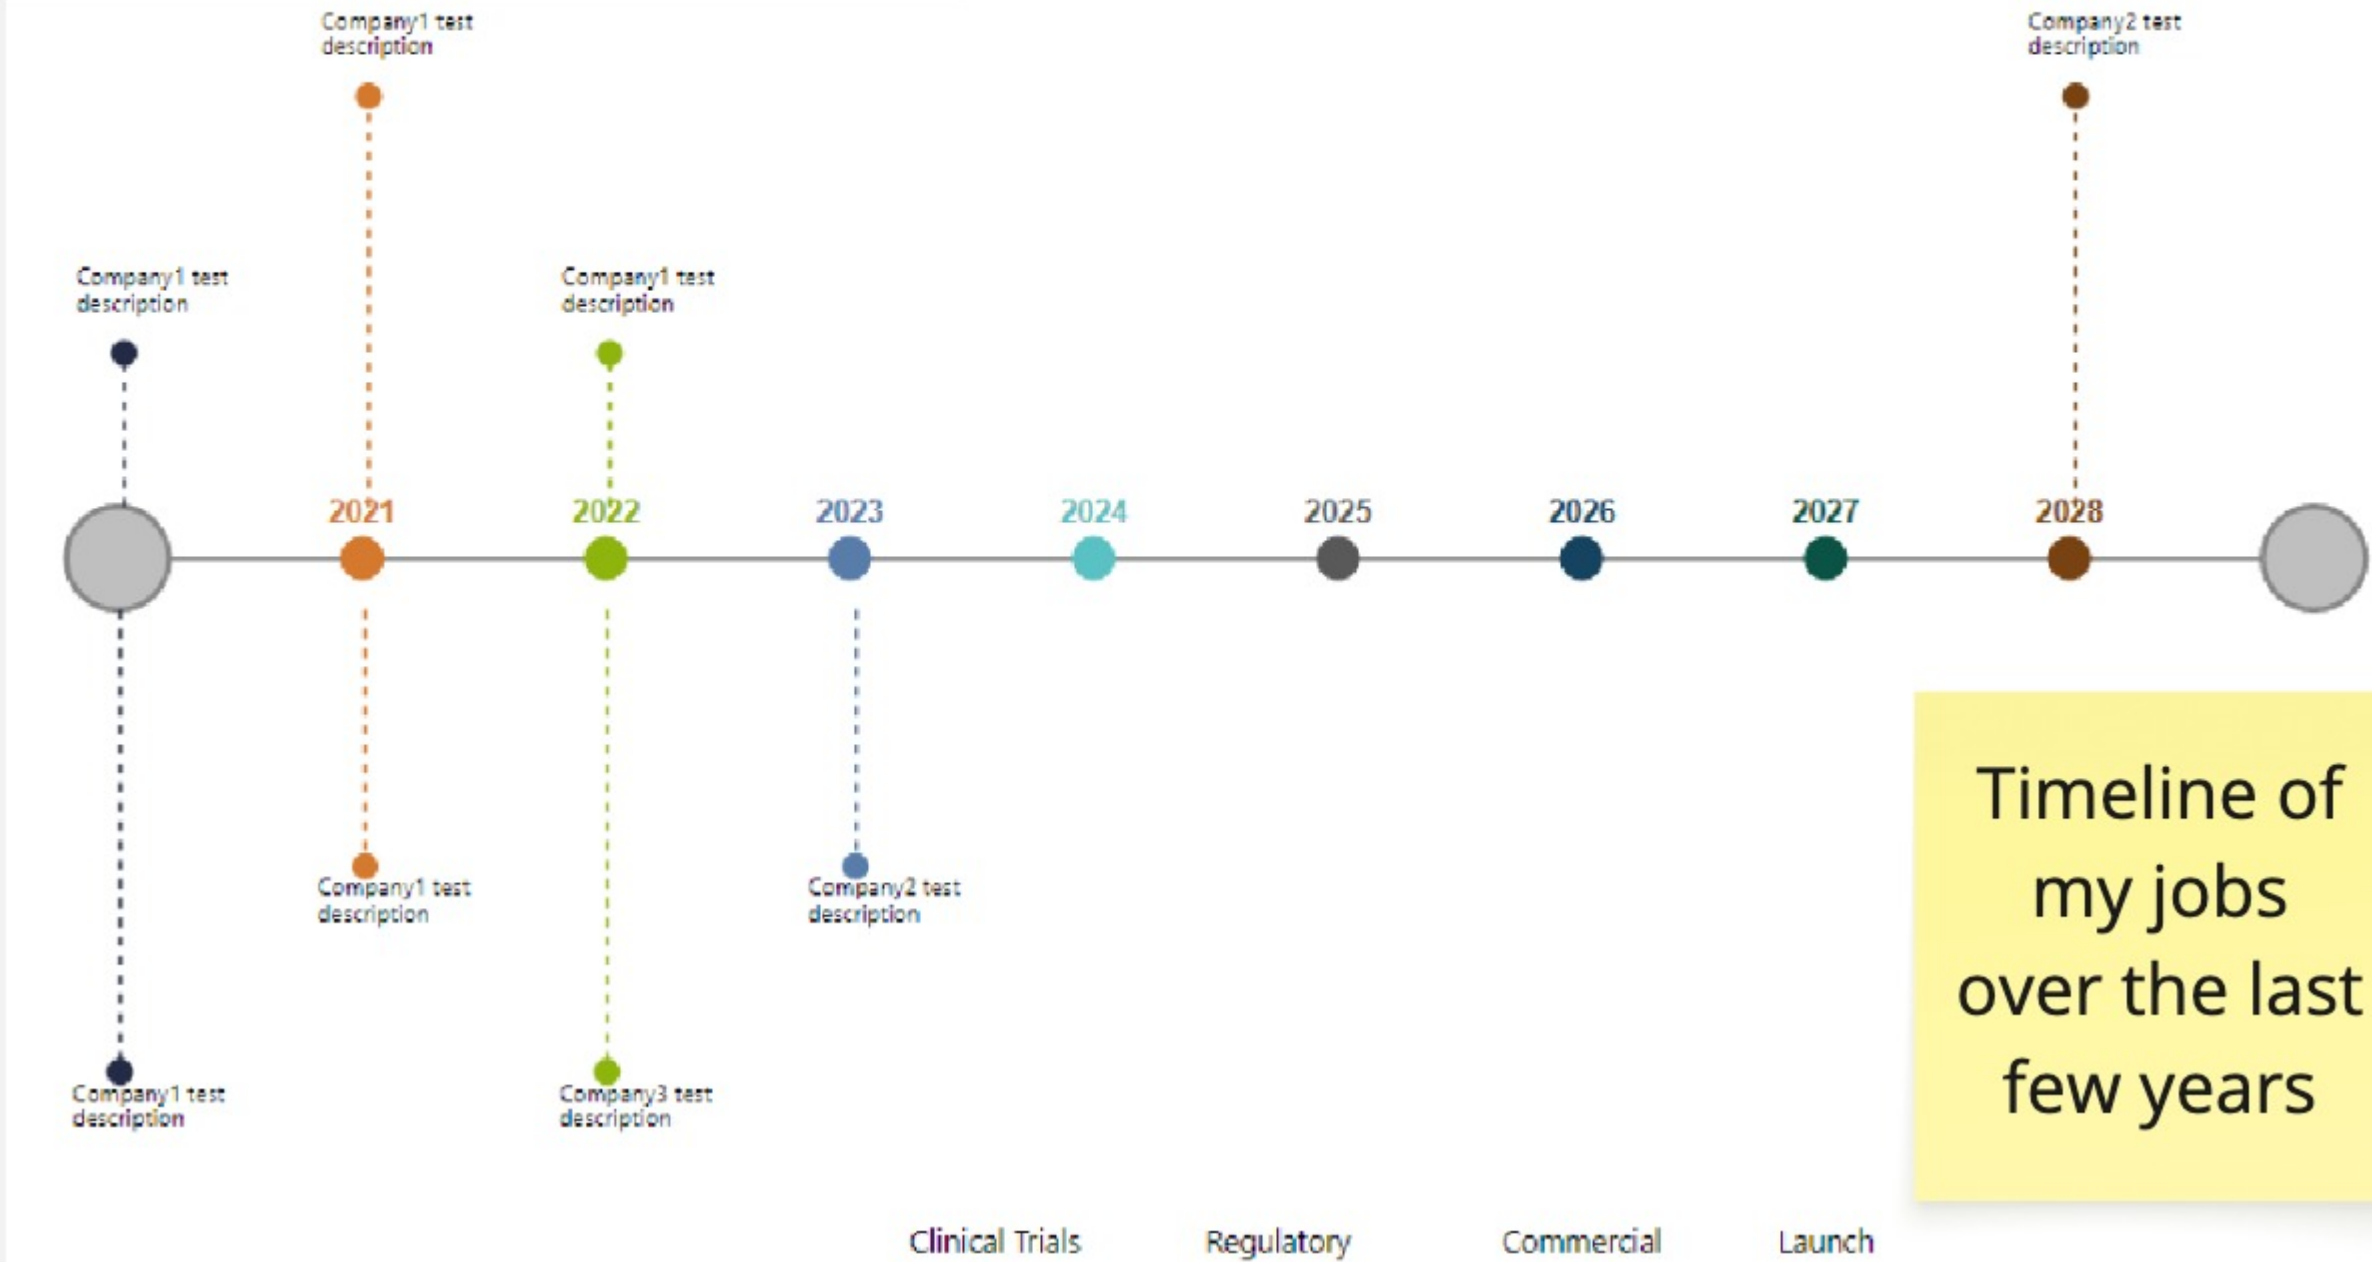 Company1 test
description
Company2 test
description
Company1 test
description
Company1 test
description
2021
2022
2023
2024
2025
2026
2027
2028
Company1 test
description
Company2 test
description
Company1 test
description
Company3 test
description
Timeline of
my jobs
over the last
few years
Clinical Trials
Regulatory
Commercial
Launch